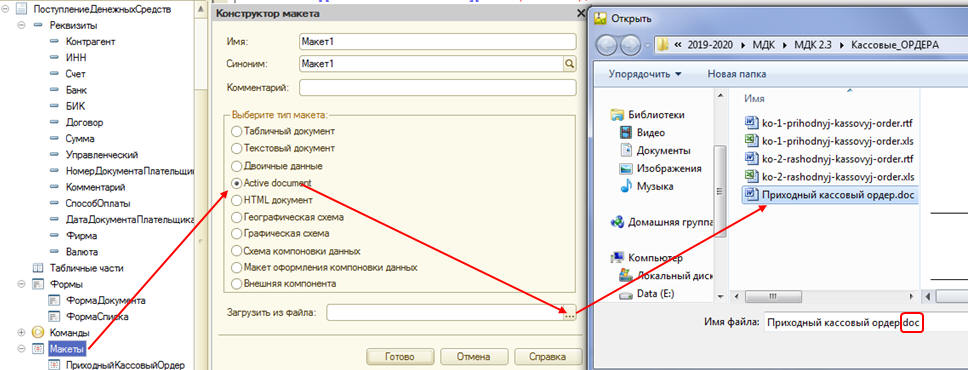 ПоступлениеДенежныхСредств
Реквизиты
Контрагент
ИНН
Счет
Банк
БИК
Договор
Сумма
Управленческий
НомерДокументаПлательщик
Комментарий
СпособОплаты
ДатаДокументаПлательщика
Фирма
Валюта
Табличные части
Формы
ФормаДокумента
ФормаСписка
Команды
Макеты
ПриходныйКассовыйОрдер
Конструктор макета
Имя: Макет1
Синоним: Макет1
Комментарий:
Выберите тип макета:
Табличный документ
Текстовый документ
Двоичные данные
Active document
HTML документ
Географическая схема
Графическая схема
Схема компоновки данных
Макет оформления компоновки данных
Внешняя компонента
Загрузить из файла: ...
Готово Отмена Справка
Открыть
« 2019-2020 МДК МДК 2.3 Кассовые_ОРДЕРА
Упорядочить Новая папка
Библиотеки
Видео
Документы
Изображения
Музыка
Домашняя группа
Компьютер
Локальный диск
Data (E:)
Имя
ko-1-prihodnyj-kassovyj-order.rtf
ko-1-prihodnyj-kassovyj-order.xls
ko-2-rashodnyj-kassovyj-order.rtf
ko-2-rashodnyj-kassovyj-order.xls
Приходный кассовый ордер.doc
Имя файла: Приходный кассовый ордер.doc